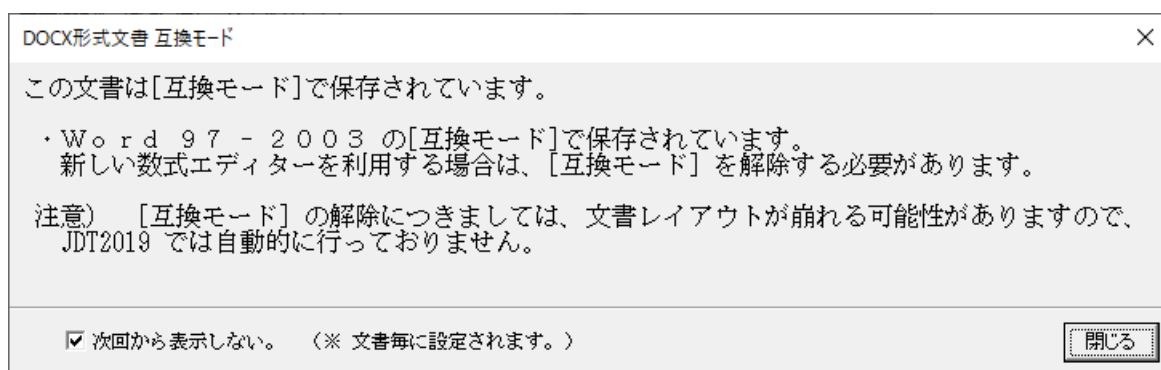 DOCX形式文書 互換モード
この文書は[互換モード]で保存されています。
・Ｗｏｒｄ ９７－２００３ の[互換モード]で保存されています。
新しい数式エディターを利用する場合は、［互換モード］を解除する必要があります。
注意） ［互換モード］の解除につきましては、文書レイアウトが崩れる可能性がありますので、
JDT2019 では自動的に行っておりません。
次回から表示しない。 （※ 文書毎に設定されます。）
閉じる